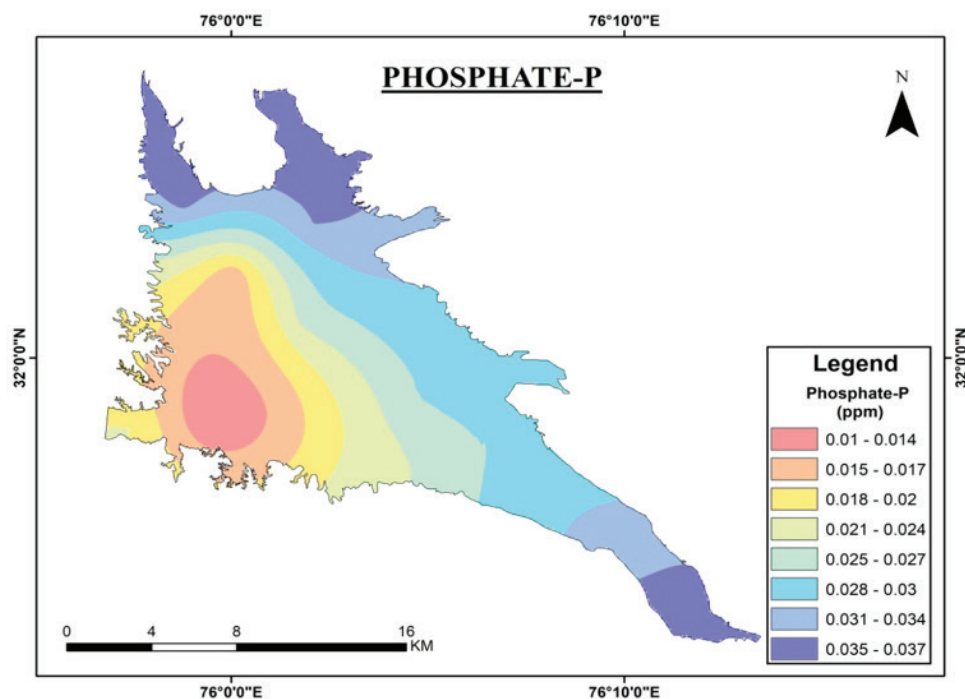 76°0'0"E 76°10'0"E
PHOSPHATE-P
N
32°0'0"N 32°0'0"N
Legend
Phosphate-P
(ppm)
0.01 - 0.014
0.015 - 0.017
0.018 - 0.02
0.021 - 0.024
0.025 - 0.027
0.028 - 0.03
0.031 - 0.034
0.035 - 0.037
0 4 8 16
KM
76°0'0"E 76°10'0"E